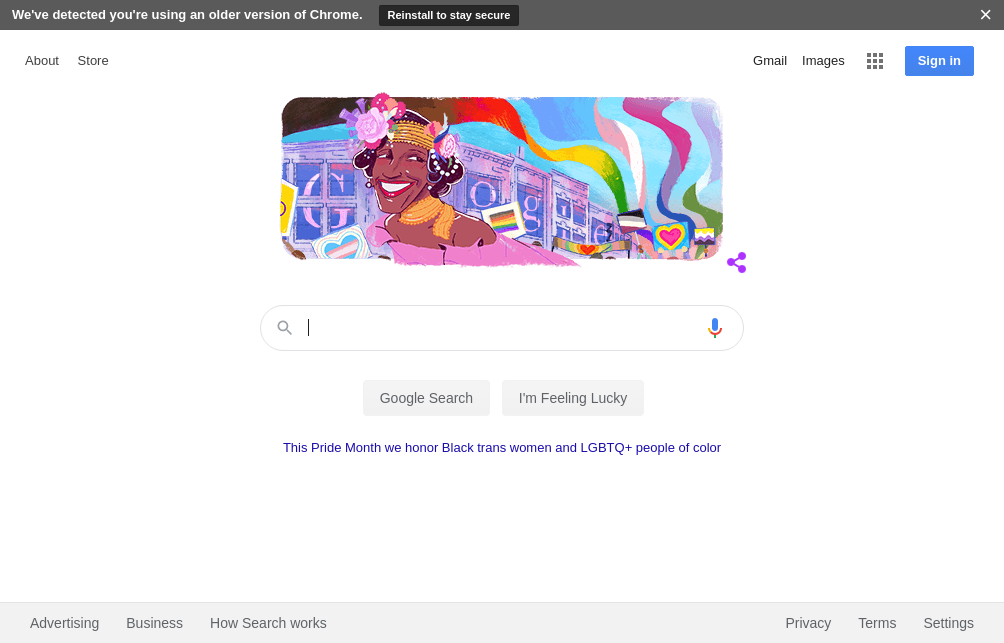 We've detected you're using an older version of Chrome. Reinstall to stay secure
About Store Gmail Images Sign in
Google
Google Search I'm Feeling Lucky
This Pride Month we honor Black trans women and LGBTQ+ people of color
Advertising Business How Search works Privacy Terms Settings